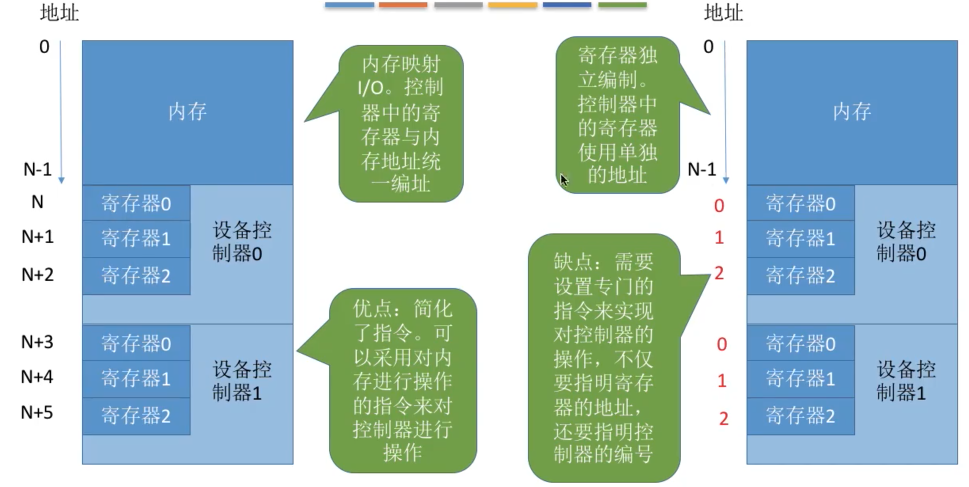 地址
0
内存
N-1
N
寄存器0
N+1
寄存器1
N+2
寄存器2
设备控
制器0
N+3
寄存器0
N+4
寄存器1
N+5
寄存器2
设备控
制器1
内存映射
I/O。控制
器中的寄
存器与内
存地址统
一编址
优点：简化
了指令。可
以采用对内
存进行操作
的指令来对
控制器进行
操作
寄存器独
立编制。
控制器中
的寄存器
使用单独
的地址
缺点：需要
设置专门的
指令来实现
对控制器的
操作，不仅
要指明寄存
器的地址，
还要指明控
制器的编号
地址
0
内存
N-1
0
寄存器0
1
寄存器1
2
寄存器2
设备控
制器0
0
寄存器0
1
寄存器1
2
寄存器2
设备控
制器1